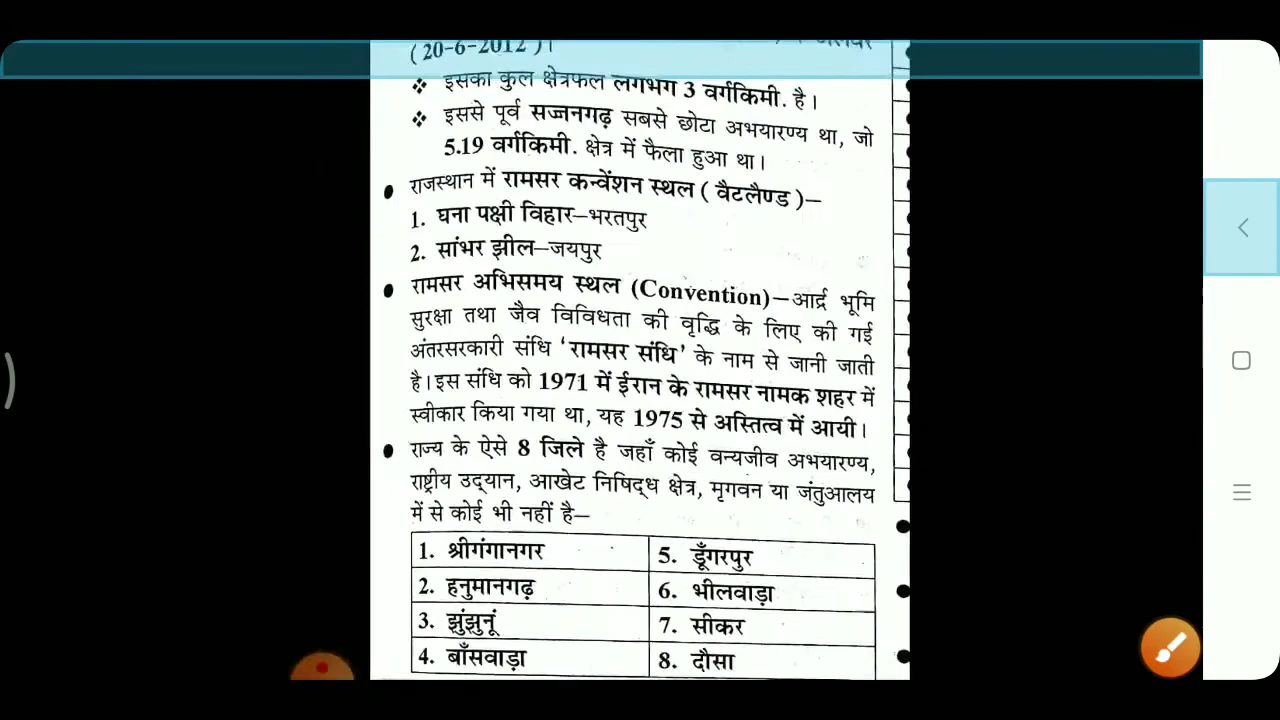 (20-6-2012)।
❖ इसका कुल क्षेत्रफल लगभग 3 वर्गकिमी. है।
❖ इससे पूर्व सज्जनगढ़ सबसे छोटा अभयारण्य था, जो
5.19 वर्गकिमी. क्षेत्र में फैला हुआ था।
● राजस्थान में रामसर कन्वेंशन स्थल ( वैटलैण्ड )–
1. घना पक्षी विहार–भरतपुर
2. सांभर झील–जयपुर
● रामसर अभिसमय स्थल (Convention)–आर्द्र भूमि
सुरक्षा तथा जैव विविधता की वृद्धि के लिए की गई
अंतरसरकारी संधि ‘रामसर संधि’ के नाम से जानी जाती
है। इस संधि को 1971 में ईरान के रामसर नामक शहर में
स्वीकार किया गया था, यह 1975 से अस्तित्व में आयी।
● राज्य के ऐसे 8 जिले है जहाँ कोई वन्यजीव अभयारण्य,
राष्ट्रीय उद्यान, आखेट निषिद्ध क्षेत्र, मृगवन या जंतुआलय
में से कोई भी नहीं है–
1. श्रीगंगानगर 5. डूँगरपुर
2. हनुमानगढ़ 6. भीलवाड़ा
3. झुंझुनूं 7. सीकर
4. बाँसवाड़ा 8. दौसा